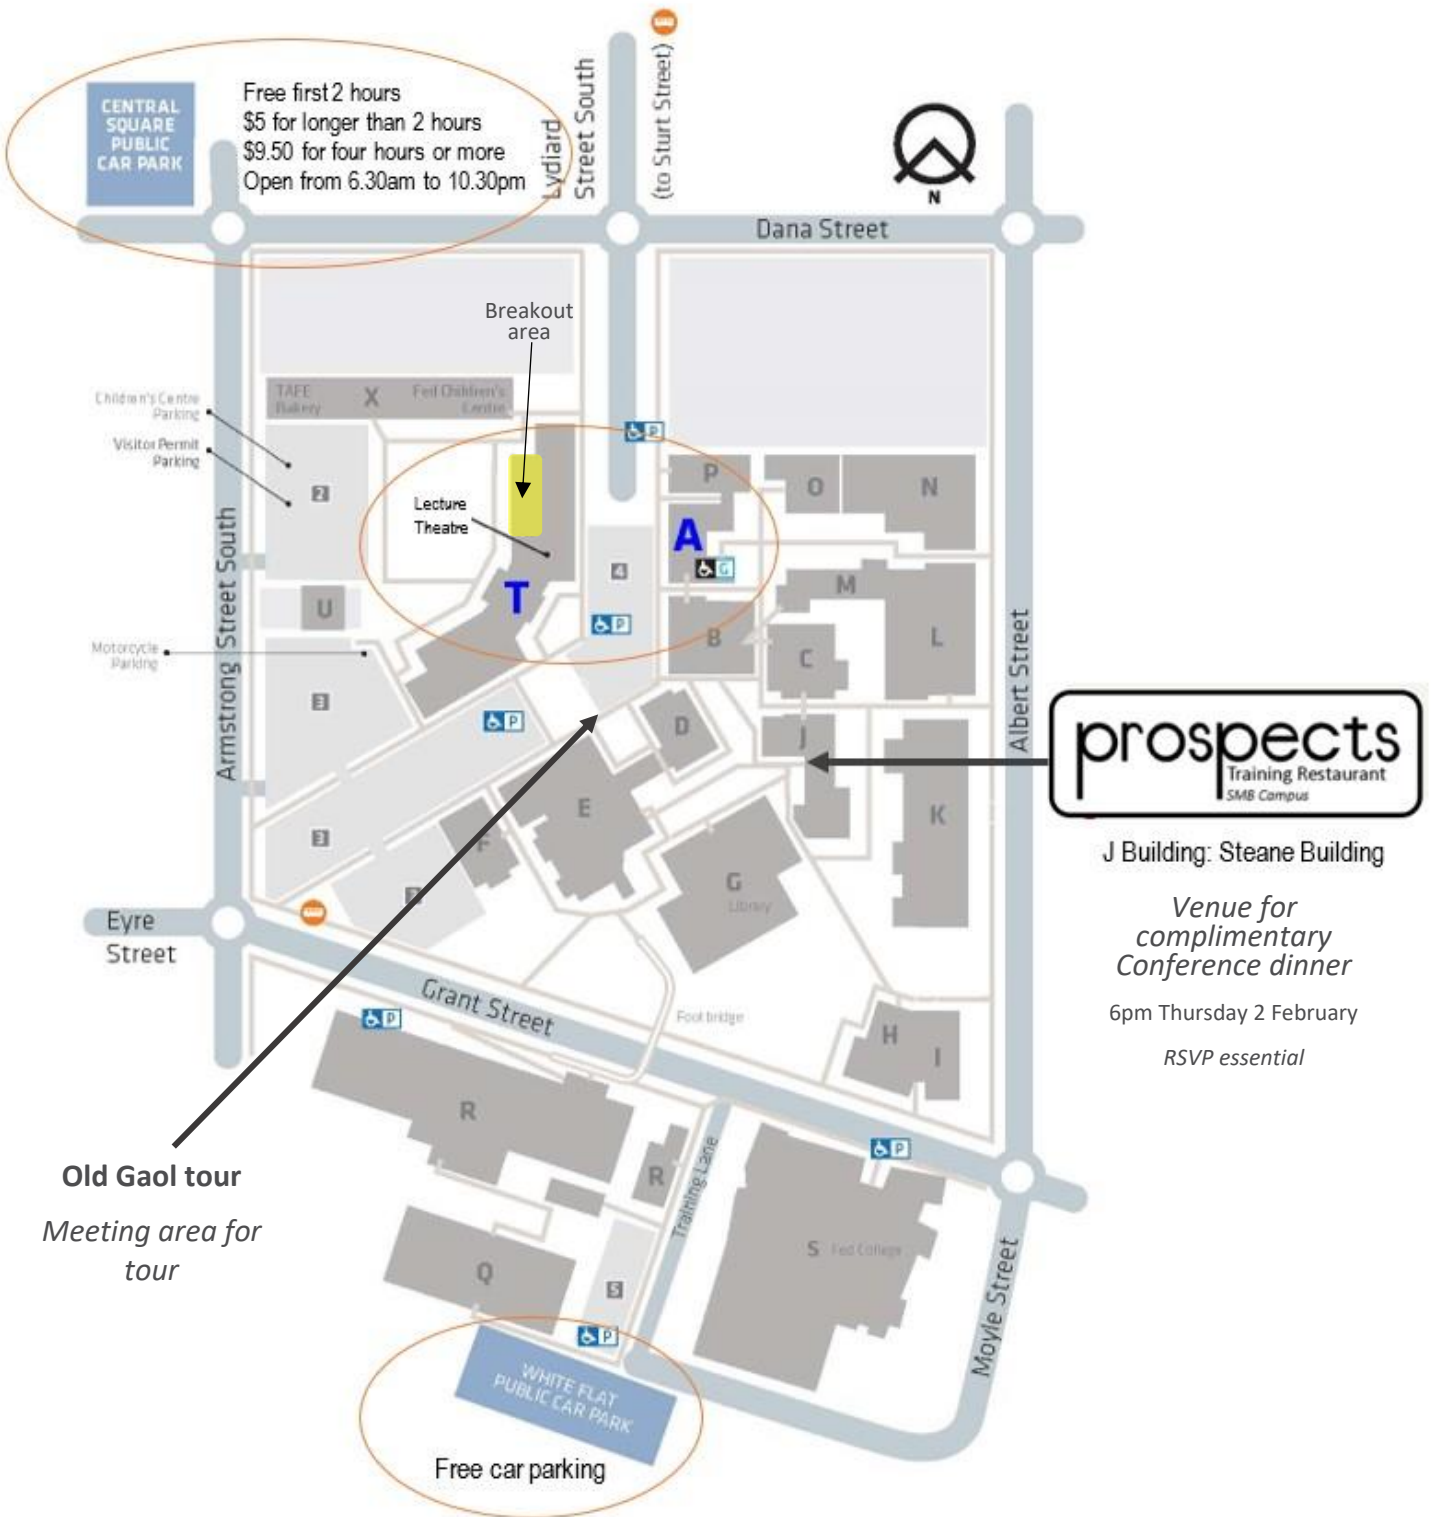 CENTRAL
SQUARE
PUBLIC
CAR PARK
Free first 2 hours
$5 for longer than 2 hours
$9.50 for four hours or more
Open from 6.30am to 10.30pm
Lydiard
Street South
(to Sturt Street)
N
Dana Street
Breakout
area
TAFE
Bakery
X
Fed Children's
Centre
Children's Centre
Parking
Visitor Permit
Parking
2
Lecture
Theatre
P
P
O
N
A
G
4
T
U
P
B
M
C
L
Armstrong Street South
Motorcycle
Parking
3
P
D
J
Albert Street
prospects
Training Restaurant
SMB Campus
E
K
3
F
G
Library
J Building: Steane Building
Venue for
complimentary
Conference dinner
6pm Thursday 2 February
RSVP essential
Eyre
Street
Grant Street
Foot bridge
P
H
I
R
R
P
Training Lane
Old Gaol tour
Meeting area for
tour
Q
5
S
Fed College
Moyle Street
P
WHITE FLAT
PUBLIC CAR PARK
Free car parking